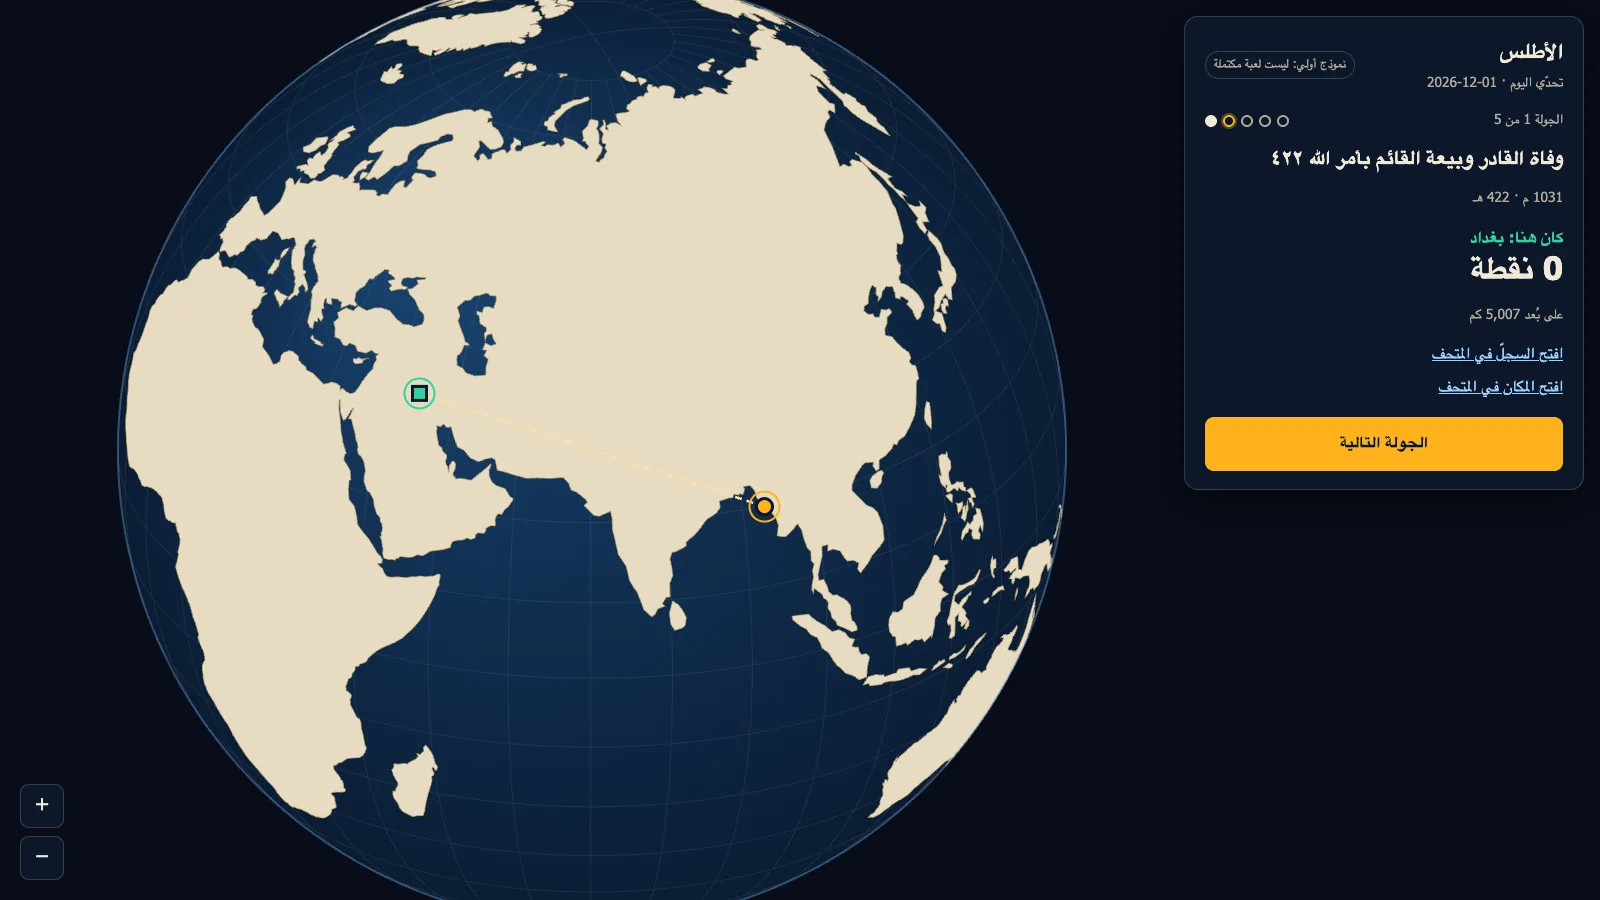 الأطلس
نموذج أولي: ليست لعبة مكتملة
تحدّي اليوم · 2026-12-01
الجولة 1 من 5
وفاة القادر وبيعة القائم بأمر الله ٤٢٢
1031 م · 422 هـ
كان هنا: بغداد
0 نقطة
على بُعد 5,007 كم
افتح السجلّ في المتحف
افتح المكان في المتحف
الجولة التالية
+
−